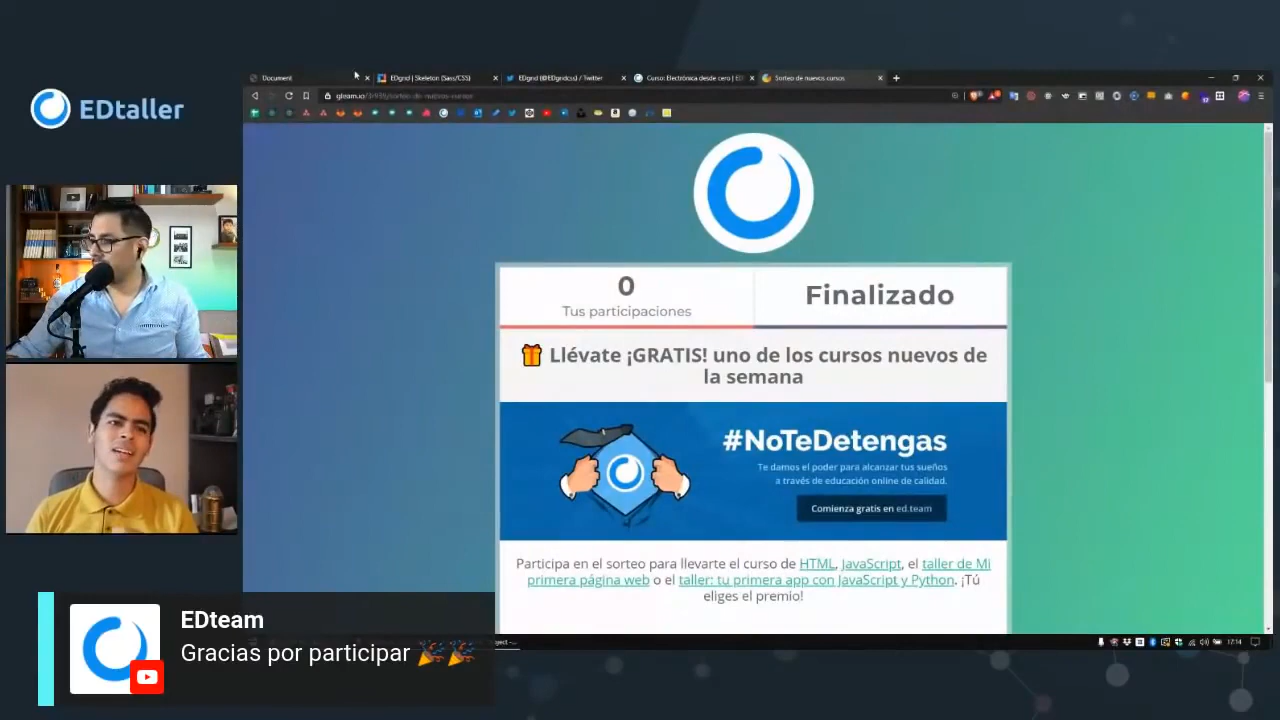 EDtaller
Document
EDgrid | Skeleton (Sass/CSS)
EDgrid (@EDgridcss) / Twitter
Curso: Electrónica desde cero |
Sorteo de nuevos cursos
0
Tus participaciones
Finalizado
🎁 Llévate ¡GRATIS! uno de los cursos nuevos de
la semana
#NoTeDetengas
Te damos el poder para alcanzar tus sueños
a través de educación online de calidad.
Comienza gratis en ed.team
Participa en el sorteo para llevarte el curso de HTML, JavaScript, el taller de Mi
primera página web o el taller: tu primera app con JavaScript y Python. ¡Tú
eliges el premio!
EDteam
Gracias por participar 🎉🎉
17:14